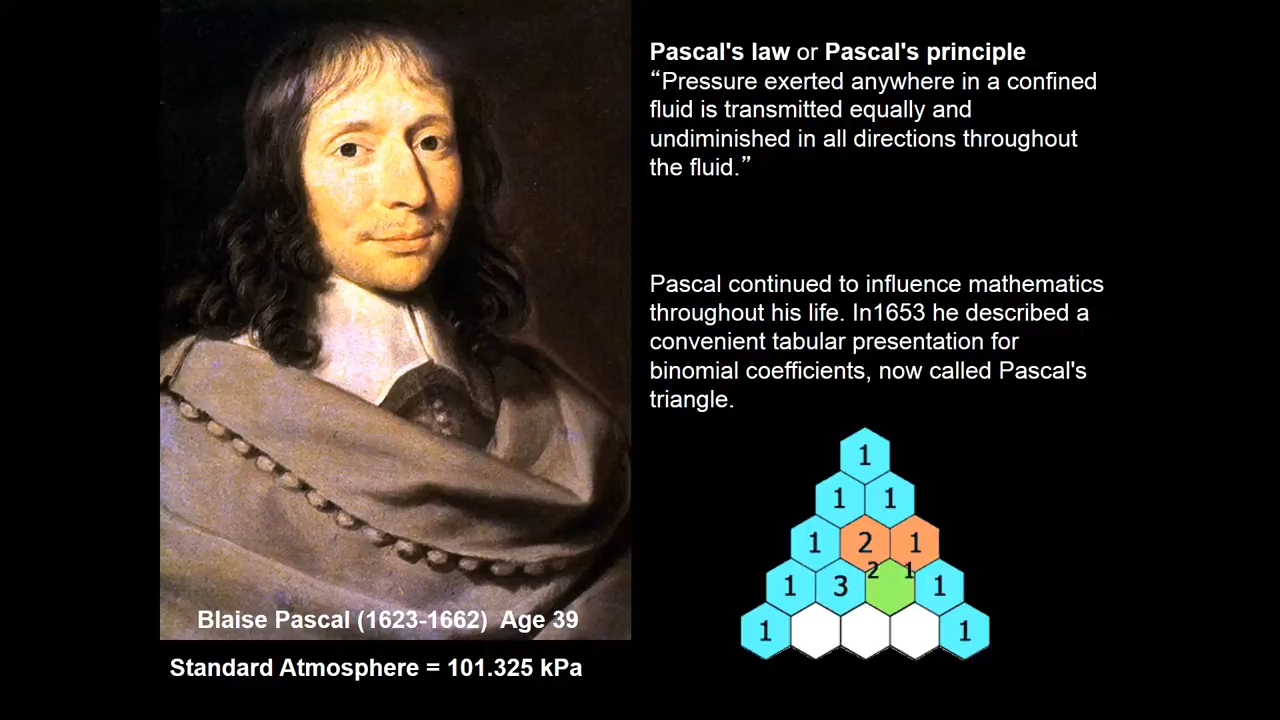 Pascal's law or Pascal's principle
“Pressure exerted anywhere in a confined
fluid is transmitted equally and
undiminished in all directions throughout
the fluid.”
Pascal continued to influence mathematics
throughout his life. In1653 he described a
convenient tabular presentation for
binomial coefficients, now called Pascal's
triangle.
1
1 1
1 2 1
2 1
1 3 1
1 1
Blaise Pascal (1623-1662) Age 39
Standard Atmosphere = 101.325 kPa